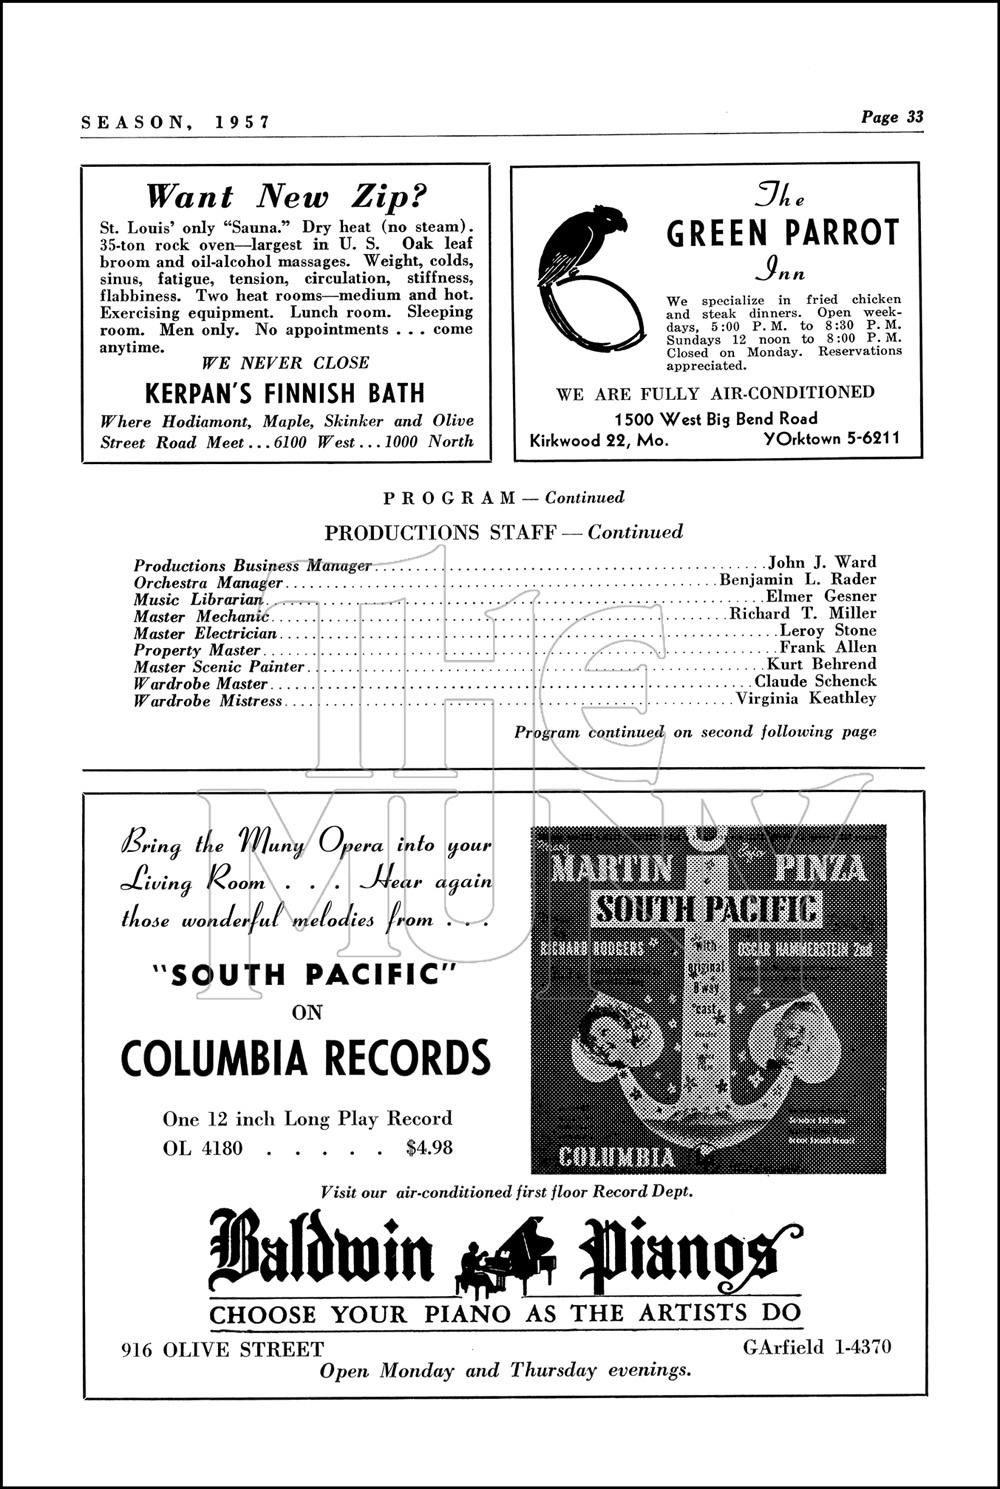 SEASON, 1957
Page 33
Want New Zip?
St. Louis' only “Sauna.” Dry heat (no steam).
35-ton rock oven—largest in U. S. Oak leaf
broom and oil-alcohol massages. Weight, colds,
sinus, fatigue, tension, circulation, stiffness,
flabbiness. Two heat rooms—medium and hot.
Exercising equipment. Lunch room. Sleeping
room. Men only. No appointments . . . come
anytime.
WE NEVER CLOSE
KERPAN'S FINNISH BATH
Where Hodiamont, Maple, Skinker and Olive
Street Road Meet . . . 6100 West . . . 1000 North
The
GREEN PARROT
Inn
We specialize in fried chicken
and steak dinners. Open week-
days, 5:00 P. M. to 8:30 P. M.
Sundays 12 noon to 8:00 P. M.
Closed on Monday. Reservations
appreciated.
WE ARE FULLY AIR-CONDITIONED
1500 West Big Bend Road
Kirkwood 22, Mo. YOrktown 5-6211
PROGRAM — Continued
PRODUCTIONS STAFF — Continued
Productions Business Manager John J. Ward
Orchestra Manager Benjamin L. Rader
Music Librarian Elmer Gesner
Master Mechanic Richard T. Miller
Master Electrician Leroy Stone
Property Master Frank Allen
Master Scenic Painter Kurt Behrend
Wardrobe Master Claude Schenck
Wardrobe Mistress Virginia Keathley
Program continued on second following page
THE
MUNY
Bring the Muny Opera into your
Living Room . . . Hear again
those wonderful melodies from . . .
"SOUTH PACIFIC"
ON
COLUMBIA RECORDS
One 12 inch Long Play Record
OL 4180 . . . . . $4.98
MARTIN PINZA
SOUTH PACIFIC
RICHARD RODGERS OSCAR HAMMERSTEIN 2nd
with
original
B'way
cast
COLUMBIA
Visit our air-conditioned first floor Record Dept.
Baldwin Pianos
CHOOSE YOUR PIANO AS THE ARTISTS DO
916 OLIVE STREET GArfield 1-4370
Open Monday and Thursday evenings.